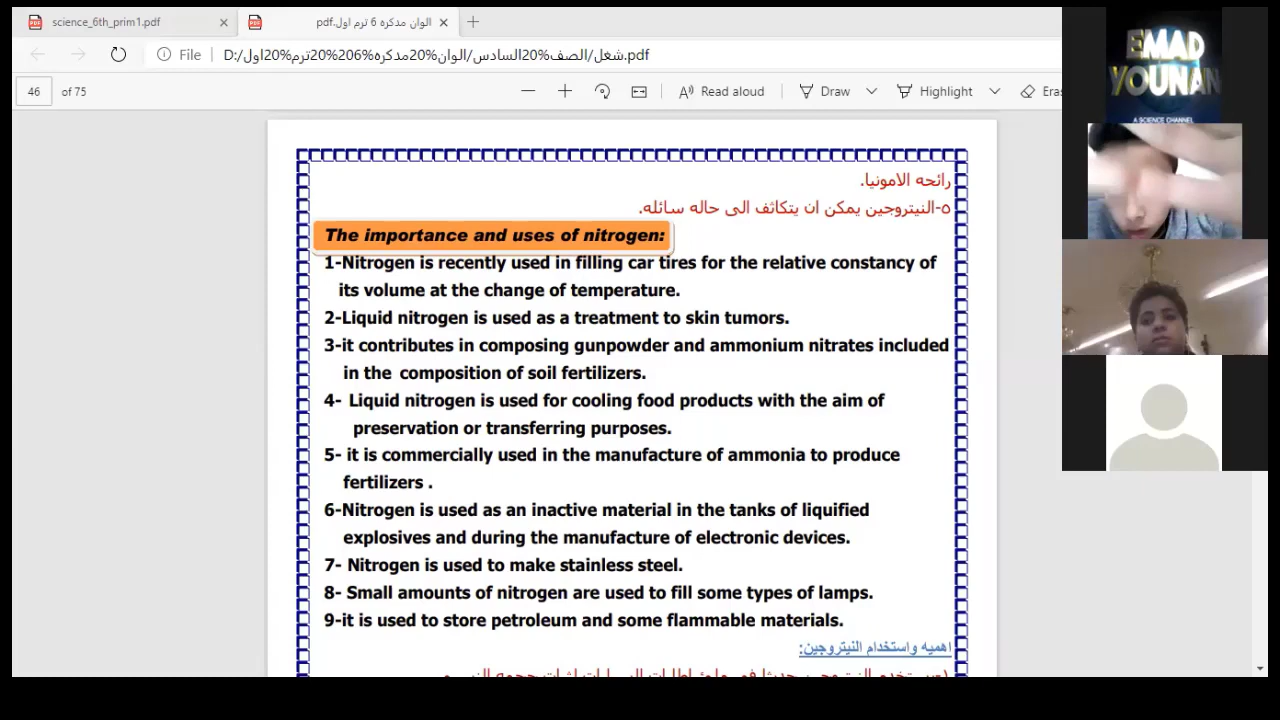 science_6th_prim1.pdf
الوان مدكره 6 ترم اول.pdf
File
D:/شغل/الصف%20السادس/الوان%20مدكره%206%20ترم%20اول.pdf
46 of 75
Read aloud
Draw
Highlight
Eras
EMAD
YOUNAN
A SCIENCE CHANNEL
رائحه الامونيا.
٥-النيتروجين يمكن ان يتكاثف الى حاله سائله.
The importance and uses of nitrogen:
1-Nitrogen is recently used in filling car tires for the relative constancy of
its volume at the change of temperature.
2-Liquid nitrogen is used as a treatment to skin tumors.
3-it contributes in composing gunpowder and ammonium nitrates included
in the composition of soil fertilizers.
4- Liquid nitrogen is used for cooling food products with the aim of
preservation or transferring purposes.
5- it is commercially used in the manufacture of ammonia to produce
fertilizers .
6-Nitrogen is used as an inactive material in the tanks of liquified
explosives and during the manufacture of electronic devices.
7- Nitrogen is used to make stainless steel.
8- Small amounts of nitrogen are used to fill some types of lamps.
9-it is used to store petroleum and some flammable materials.
اهميه واستخدام النيتروجين: